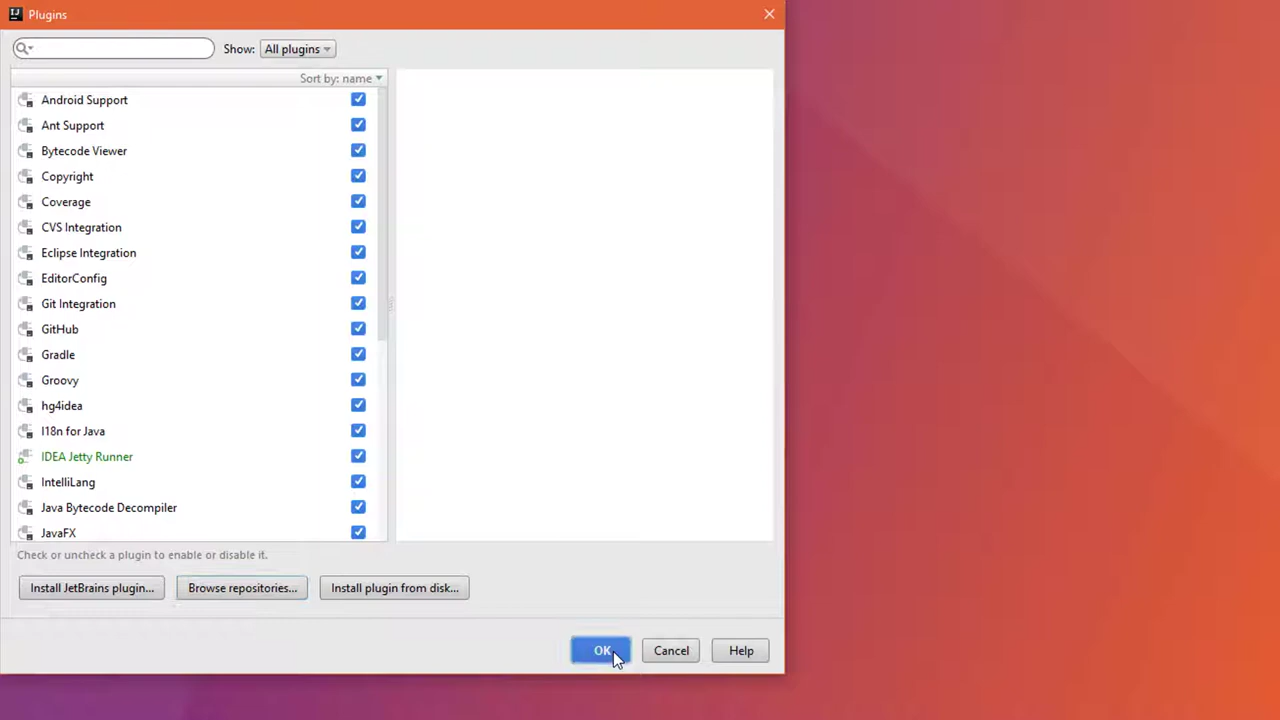 Plugins
Show: All plugins
Sort by: name
Android Support
Ant Support
Bytecode Viewer
Copyright
Coverage
CVS Integration
Eclipse Integration
EditorConfig
Git Integration
GitHub
Gradle
Groovy
hg4idea
I18n for Java
IDEA Jetty Runner
IntelliLang
Java Bytecode Decompiler
JavaFX
Check or uncheck a plugin to enable or disable it.
Install JetBrains plugin... Browse repositories... Install plugin from disk...
OK Cancel Help